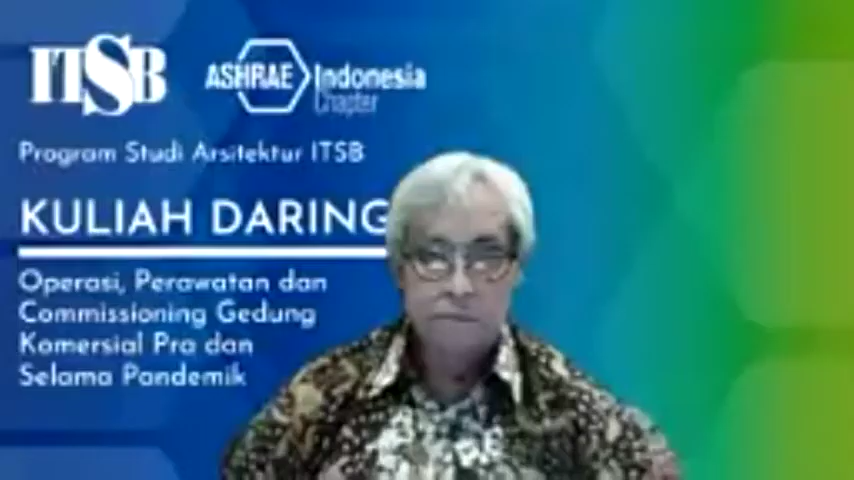 ITSB
ASHRAE Indonesia
Chapter
Program Studi Arsitektur ITSB
KULIAH DARING
Operasi, Perawatan dan
Commissioning Gedung
Komersial Pra dan
Selama Pandemik